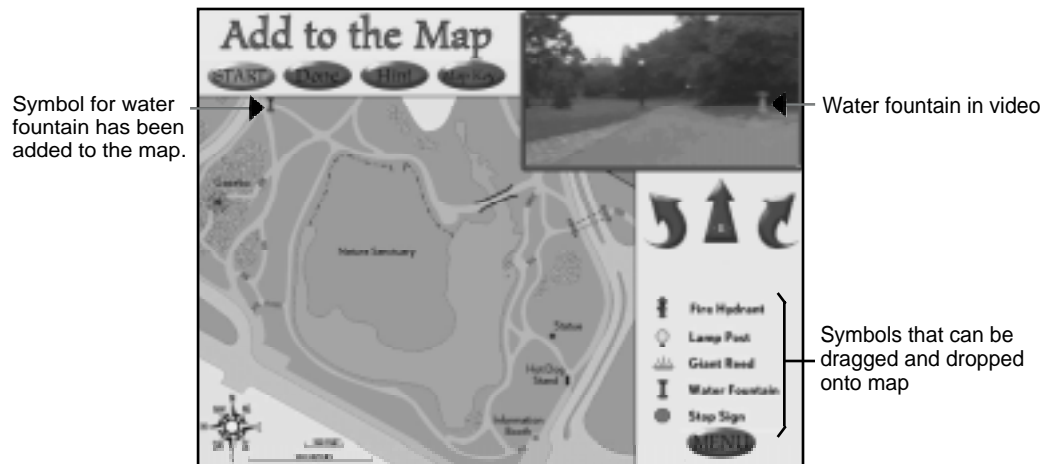 Add to the Map
START Done Hint Map Key
Symbol for water
fountain has been
added to the map.
Water fountain in video
Gazebo
Nature Sanctuary
Statue
Hot Dog
Stand
Information
Booth
Fire Hydrant
Lamp Post
Giant Reed
Water Fountain
Stop Sign
MENU
Symbols that can be
dragged and dropped
onto map
N